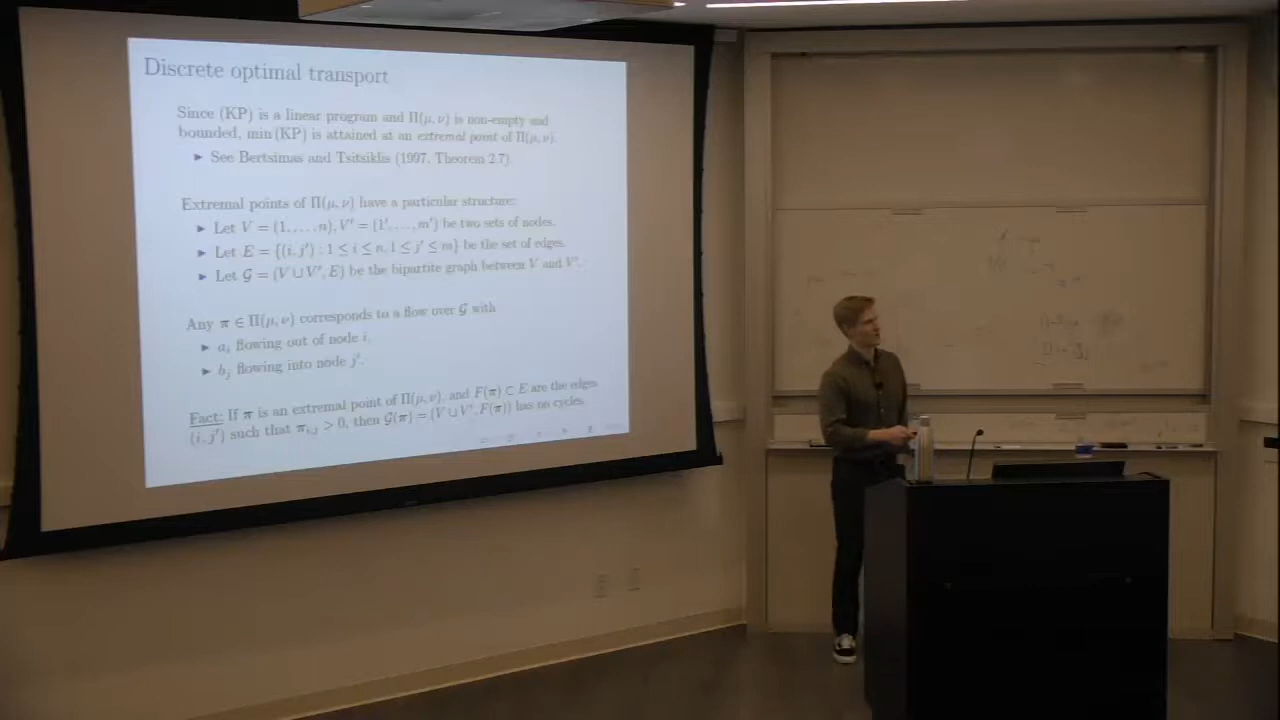 Discrete optimal transport
Since (KP) is a linear program and Π(μ, ν) is non-empty and
bounded, min (KP) is attained at an extremal point of Π(μ, ν).
▶ See Bertsimas and Tsitsiklis (1997, Theorem 2.7).
Extremal points of Π(μ, ν) have a particular structure:
▶ Let V = (1, . . . , n), V′ = (1′, . . . , m′) be two sets of nodes.
▶ Let E = {(i, j′) : 1 ≤ i ≤ n, 1 ≤ j′ ≤ m} be the set of edges.
▶ Let 𝒢 = (V ∪ V′, E) be the bipartite graph between V and V′.
Any π ∈ Π(μ, ν) corresponds to a flow over 𝒢 with
▶ aᵢ flowing out of node i.
▶ bⱼ flowing into node j′.
Fact: If π is an extremal point of Π(μ, ν), and F(π) ⊂ E are the edges
(i, j′) such that πᵢ,ⱼ > 0, then 𝒢(π) = (V ∪ V′, F(π)) has no cycles.